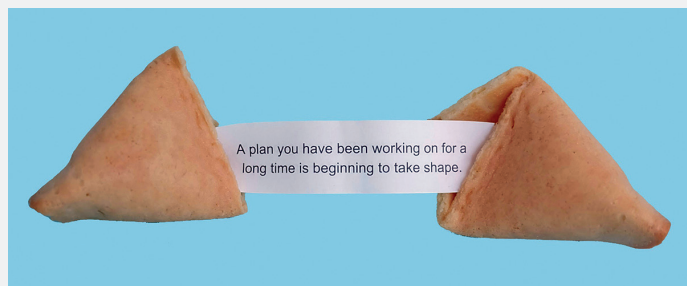 A plan you have been working on for a
long time is beginning to take shape.